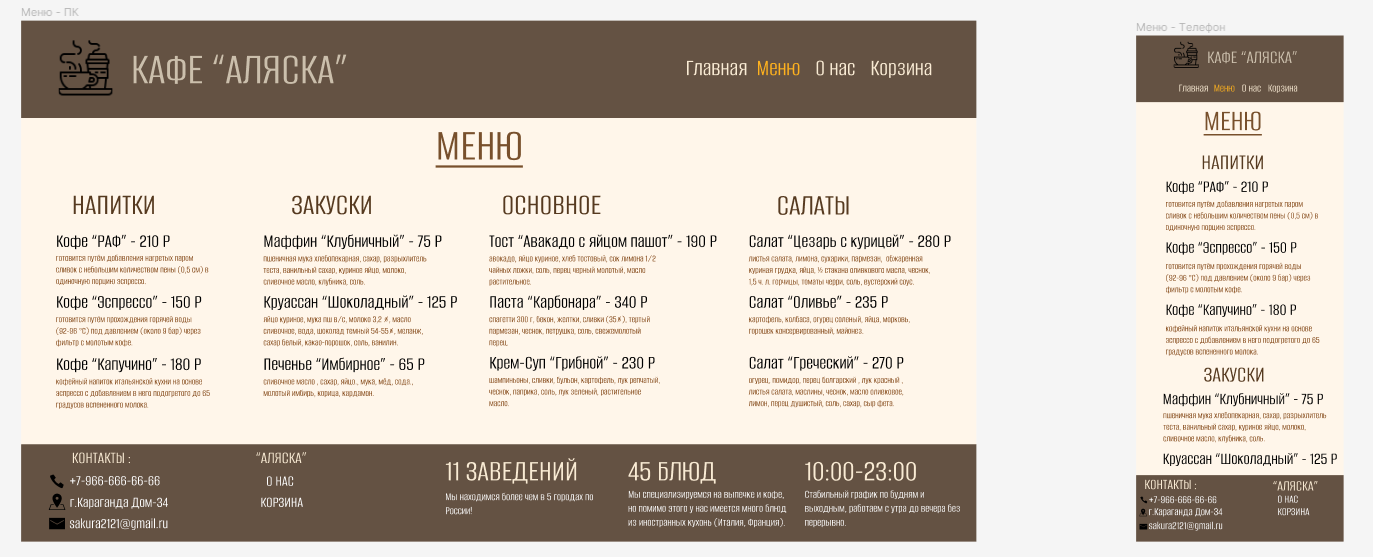 Меню - ПК
КАФЕ “АЛЯСКА”
Главная Меню О нас Корзина
МЕНЮ
НАПИТКИ
Кофе “РАФ” - 210 Р
готовится путём добавления нагретых паром
сливок с небольшим количеством пены (0,5 см) в
одиночную порцию эспрессо.
Кофе “Эспрессо” - 150 Р
готовится путём прохождения горячей воды
(92-96 °C) под давлением (около 9 бар) через
фильтр с молотым кофе.
Кофе “Капучино” - 180 Р
кофейный напиток итальянской кухни на основе
эспрессо с добавлением в него подогретого до 65
градусов вспененного молока.
ЗАКУСКИ
Маффин “Клубничный” - 75 Р
пшеничная мука хлебопекарная, сахар, разрыхлитель
теста, ванильный сахар, куриное яйцо, молоко,
сливочное масло, клубника, соль.
Круассан “Шоколадный” - 125 Р
яйцо куриное, мука пш в/с, молоко 3,2 %, масло
сливочное, вода, шоколад темный 54-55%, меланж,
сахар белый, какао-порошок, соль, ванилин.
Печенье “Имбирное” - 65 Р
сливочное масло , сахар, яйцо., мука, мёд, сода.,
молотый имбирь, корица, кардамон.
ОСНОВНОЕ
Тост “Авакадо с яйцом пашот” - 190 Р
авокадо, яйцо куриное, хлеб тостовый, сок лимона 1/2
чайных ложки, соль, перец черный молотый, масло
растительное.
Паста “Карбонара” - 340 Р
спагетти 300 г, бекон, желтки, сливки (35%), тертый
пармезан, чеснок, петрушка, соль, свежемолотый
перец.
Крем-Суп “Грибной” - 230 Р
шампиньоны, сливки, бульон, картофель, лук репчатый,
чеснок, паприка, соль, лук зеленый, растительное
масло.
САЛАТЫ
Салат “Цезарь с курицей” - 280 Р
листья салата, лимона, сухарики, пармезан, обжаренная
куриная грудка, яйца, ½ стакана оливкового масла, чеснок,
1,5 ч. л. горчицы, томаты черри, соль, вустерский соус.
Салат “Оливье” - 235 Р
картофель, колбаса, огурец соленый, яйца, морковь,
горошек консервированный, майонез.
Салат “Греческий” - 270 Р
огурец, помидор, перец болгарский , лук красный ,
листья салата, маслины, чеснок, масло оливковое,
лимон, перец душистый, соль, сахар, сыр фета.
КОНТАКТЫ :
+7-966-666-66-66
г.Караганда Дом-34
sakura2121@gmail.ru
“АЛЯСКА”
О НАС
КОРЗИНА
11 ЗАВЕДЕНИЙ
Мы находимся более чем в 5 городах по
России!
45 БЛЮД
Мы специализируемся на выпечке и кофе,
но помимо этого у нас имеется много блюд
из иностранных кухонь (Италия, Франция).
10:00-23:00
Стабильный график по будням и
выходным, работаем с утра до вечера без
перерывно.
Меню - Телефон
КАФЕ “АЛЯСКА”
Главная Меню О нас Корзина
МЕНЮ
НАПИТКИ
Кофе “РАФ” - 210 Р
готовится путём добавления нагретых паром
сливок с небольшим количеством пены (0,5 см) в
одиночную порцию эспрессо.
Кофе “Эспрессо” - 150 Р
готовится путём прохождения горячей воды
(92-96 °C) под давлением (около 9 бар) через
фильтр с молотым кофе.
Кофе “Капучино” - 180 Р
кофейный напиток итальянской кухни на основе
эспрессо с добавлением в него подогретого до 65
градусов вспененного молока.
ЗАКУСКИ
Маффин “Клубничный” - 75 Р
пшеничная мука хлебопекарная, сахар, разрыхлитель
теста, ванильный сахар, куриное яйцо, молоко,
сливочное масло, клубника, соль.
Круассан “Шоколадный” - 125 Р
КОНТАКТЫ :
+7-966-666-66-66
г.Караганда Дом-34
sakura2121@gmail.ru
“АЛЯСКА”
О НАС
КОРЗИНА